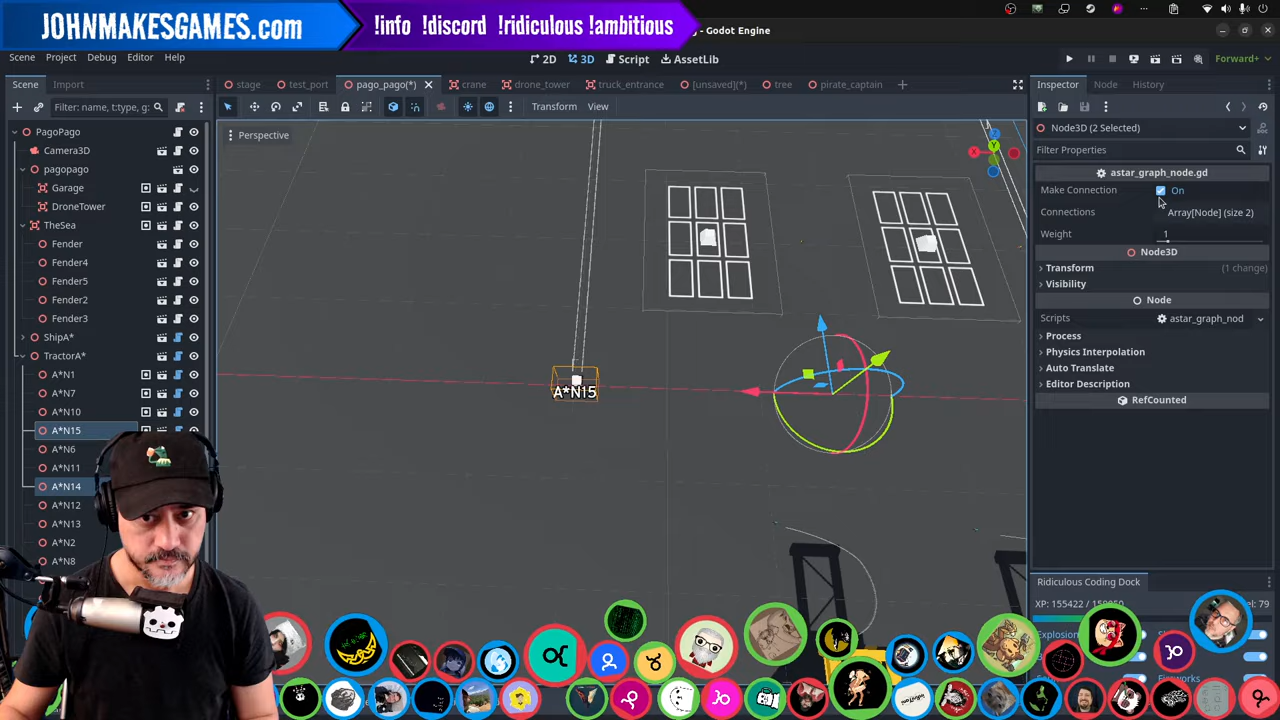 JOHNMAKESGAMES.COM
!info !discord !ridiculous !ambitious
- Godot Engine
Scene Project Debug Editor Help
2D 3D Script AssetLib
Forward+
Scene Import
stage test_port pago_pago(*) crane drone_tower truck_entrance [unsaved](*) tree pirate_captain
Inspector Node History
Filter: name, t:type, g:
Transform View
Perspective
PagoPago
Camera3D
pagopago
Garage
DroneTower
TheSea
Fender
Fender4
Fender5
Fender2
Fender3
ShipA*
TractorA*
A*N1
A*N7
A*N10
A*N15
A*N6
A*N11
A*N14
A*N12
A*N13
A*N2
A*N8
A*N15
Node3D (2 Selected)
Filter Properties
astar_graph_node.gd
Make Connection On
Connections Array[Node] (size 2)
Weight 1
Node3D
Transform (1 change)
Visibility
Node
Scripts astar_graph_nod
Process
Physics Interpolation
Auto Translate
Editor Description
RefCounted
Ridiculous Coding Dock